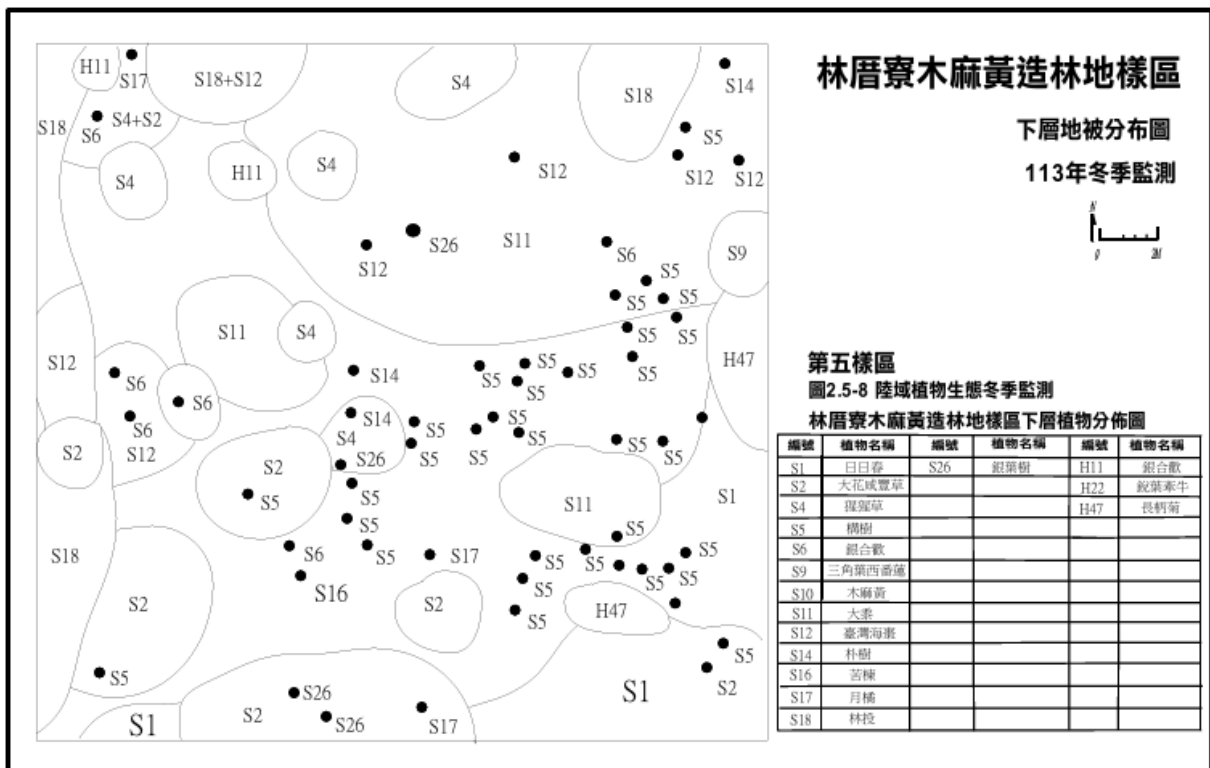 林厝寮木麻黃造林地樣區
下層地被分布圖
113年冬季監測
N
0 2M
H11 S17 S18+S12 S4 S18 S14
S18 S6 S4+S2 S5
S4 H11 S4 S12 S12 S12
S12 S26 S11 S6 S9
S5
S5 S5
S11 S4 S5 S5
S12 H47
S6 S14 S5 S5 S5 S5
S6 S5
S6 S14 S5 S5
S2 S12 S4 S5 S5 S5 S5 S5
S2 S26
S5 S5 S11 S1
S5 S5
S18 S6 S5 S17 S5 S5 S5
S16 S5 S5 S5
S2 S2 S5 H47
S5
S5 S1 S2
S26
S1 S2 S26 S17
第五樣區
圖2.5-8 陸域植物生態冬季監測
林厝寮木麻黃造林地樣區下層植物分佈圖
編號 植物名稱 編號 植物名稱 編號 植物名稱
S1 日日春 S26 銀葉樹 H11 銀合歡
S2 大花咸豐草 H22 銳葉牽牛
S4 猩猩草 H47 長柄菊
S5 構樹
S6 銀合歡
S9 三角葉西番蓮
S10 木麻黃
S11 大黍
S12 臺灣海棗
S14 朴樹
S16 苦楝
S17 月橘
S18 林投